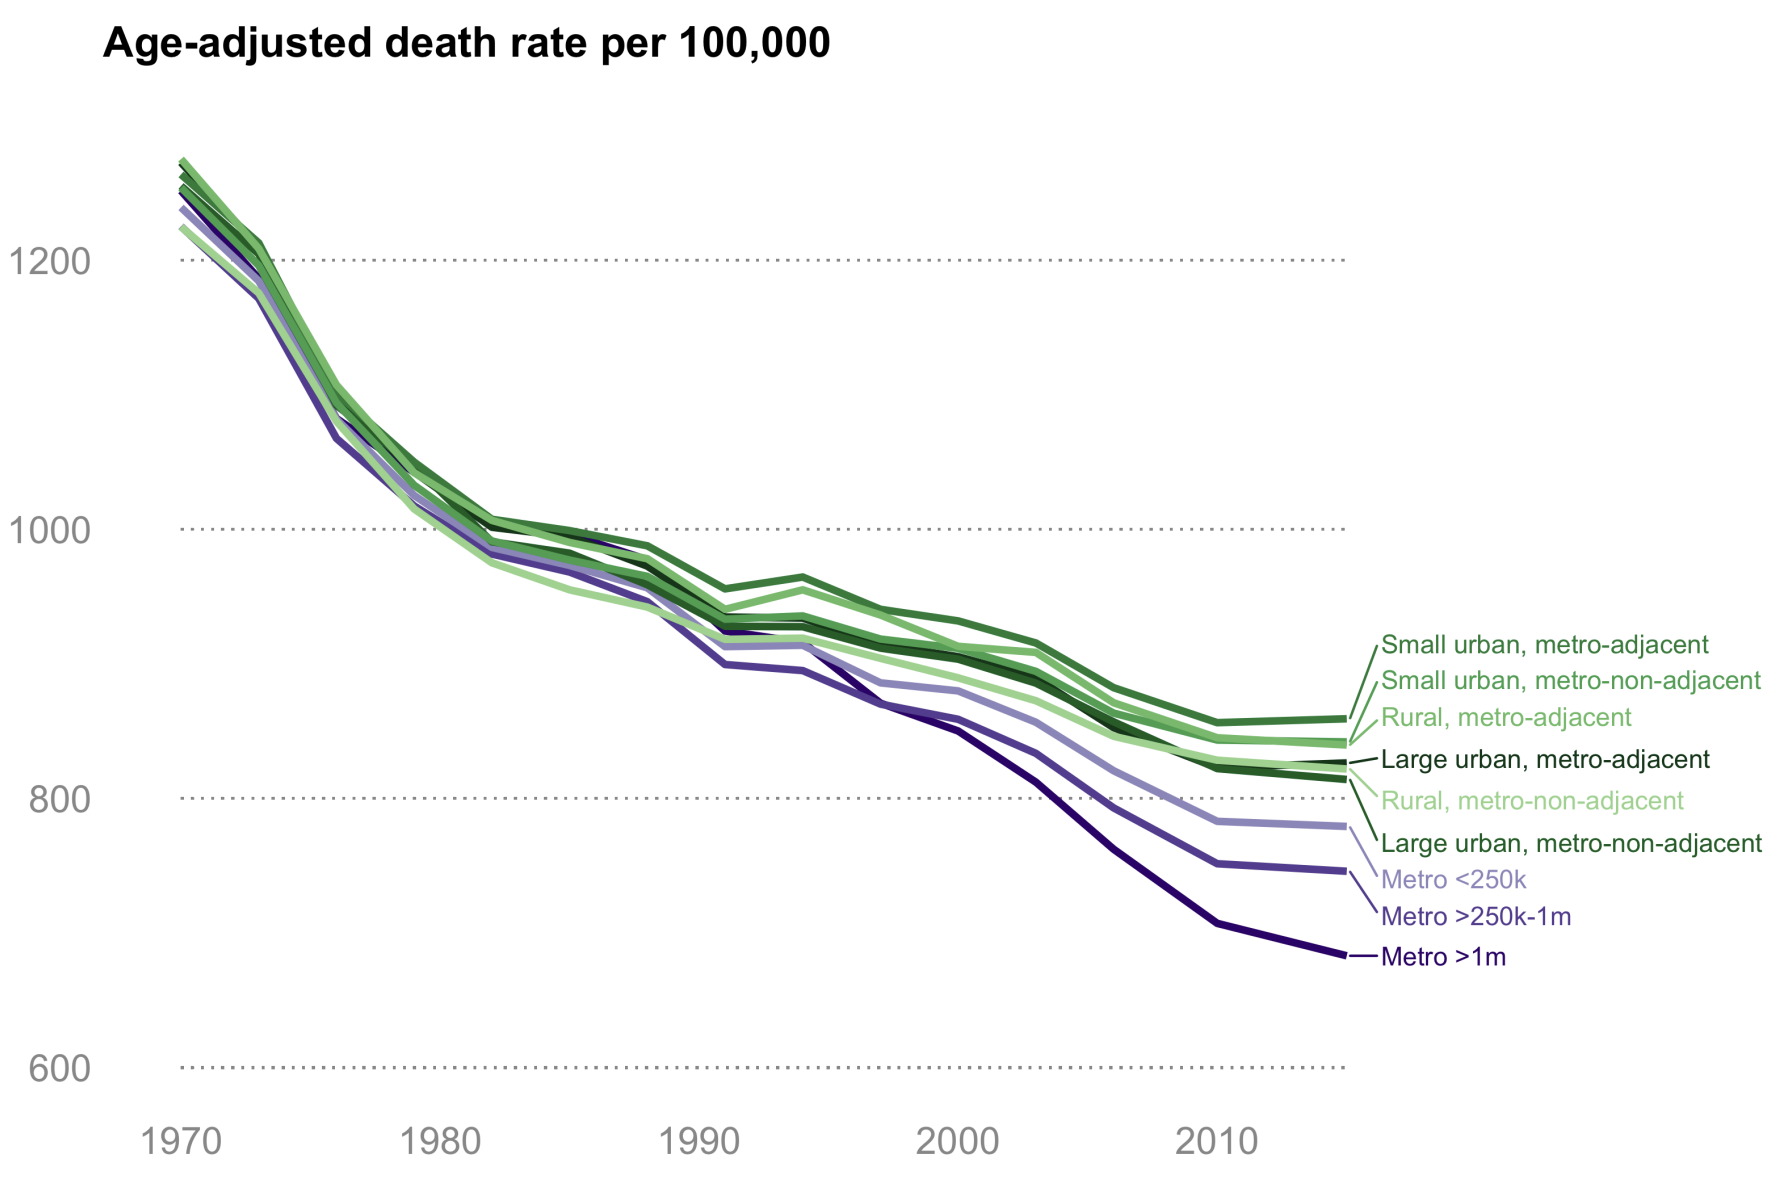 Age-adjusted death rate per 100,000
1200
1000
800
600
1970
1980
1990
2000
2010
Small urban, metro-adjacent
Small urban, metro-non-adjacent
Rural, metro-adjacent
Large urban, metro-adjacent
Rural, metro-non-adjacent
Large urban, metro-non-adjacent
Metro <250k
Metro >250k-1m
Metro >1m